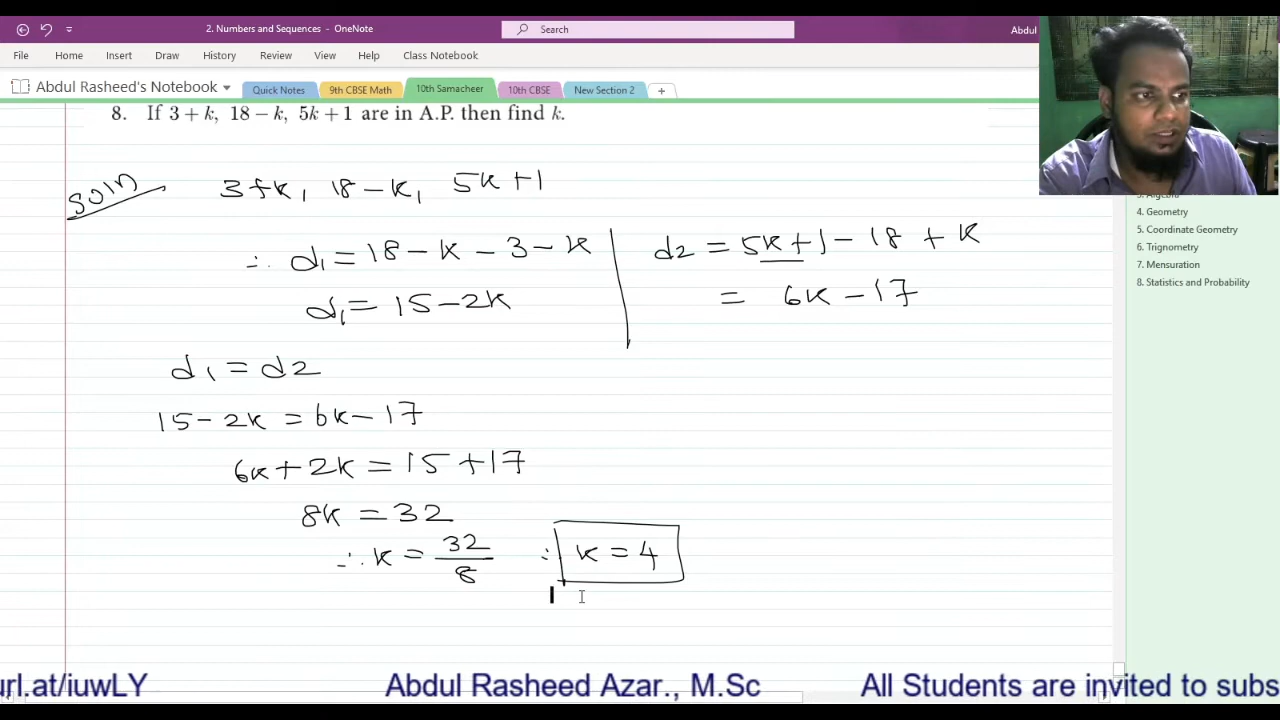 2. Numbers and Sequences - OneNote
Search
Abdul
File Home Insert Draw History Review View Help Class Notebook
Abdul Rasheed's Notebook Quick Notes 9th CBSE Math 10th Samacheer 10th CBSE New Section 2
8. If 3 + k, 18 − k, 5k + 1 are in A.P. then find k.
Soln 3+k, 18-k, 5k+1
∴ d1 = 18-k-3-k
d1 = 15-2k
d2 = 5k+1-18+k
= 6k-17
d1 = d2
15-2k = 6k-17
6k+2k = 15+17
8k = 32
∴ k = 32/8 ∴ k = 4
3. Algebra
4. Geometry
5. Coordinate Geometry
6. Trignometry
7. Mensuration
8. Statistics and Probability
url.at/iuwLY Abdul Rasheed Azar., M.Sc All Students are invited to subs